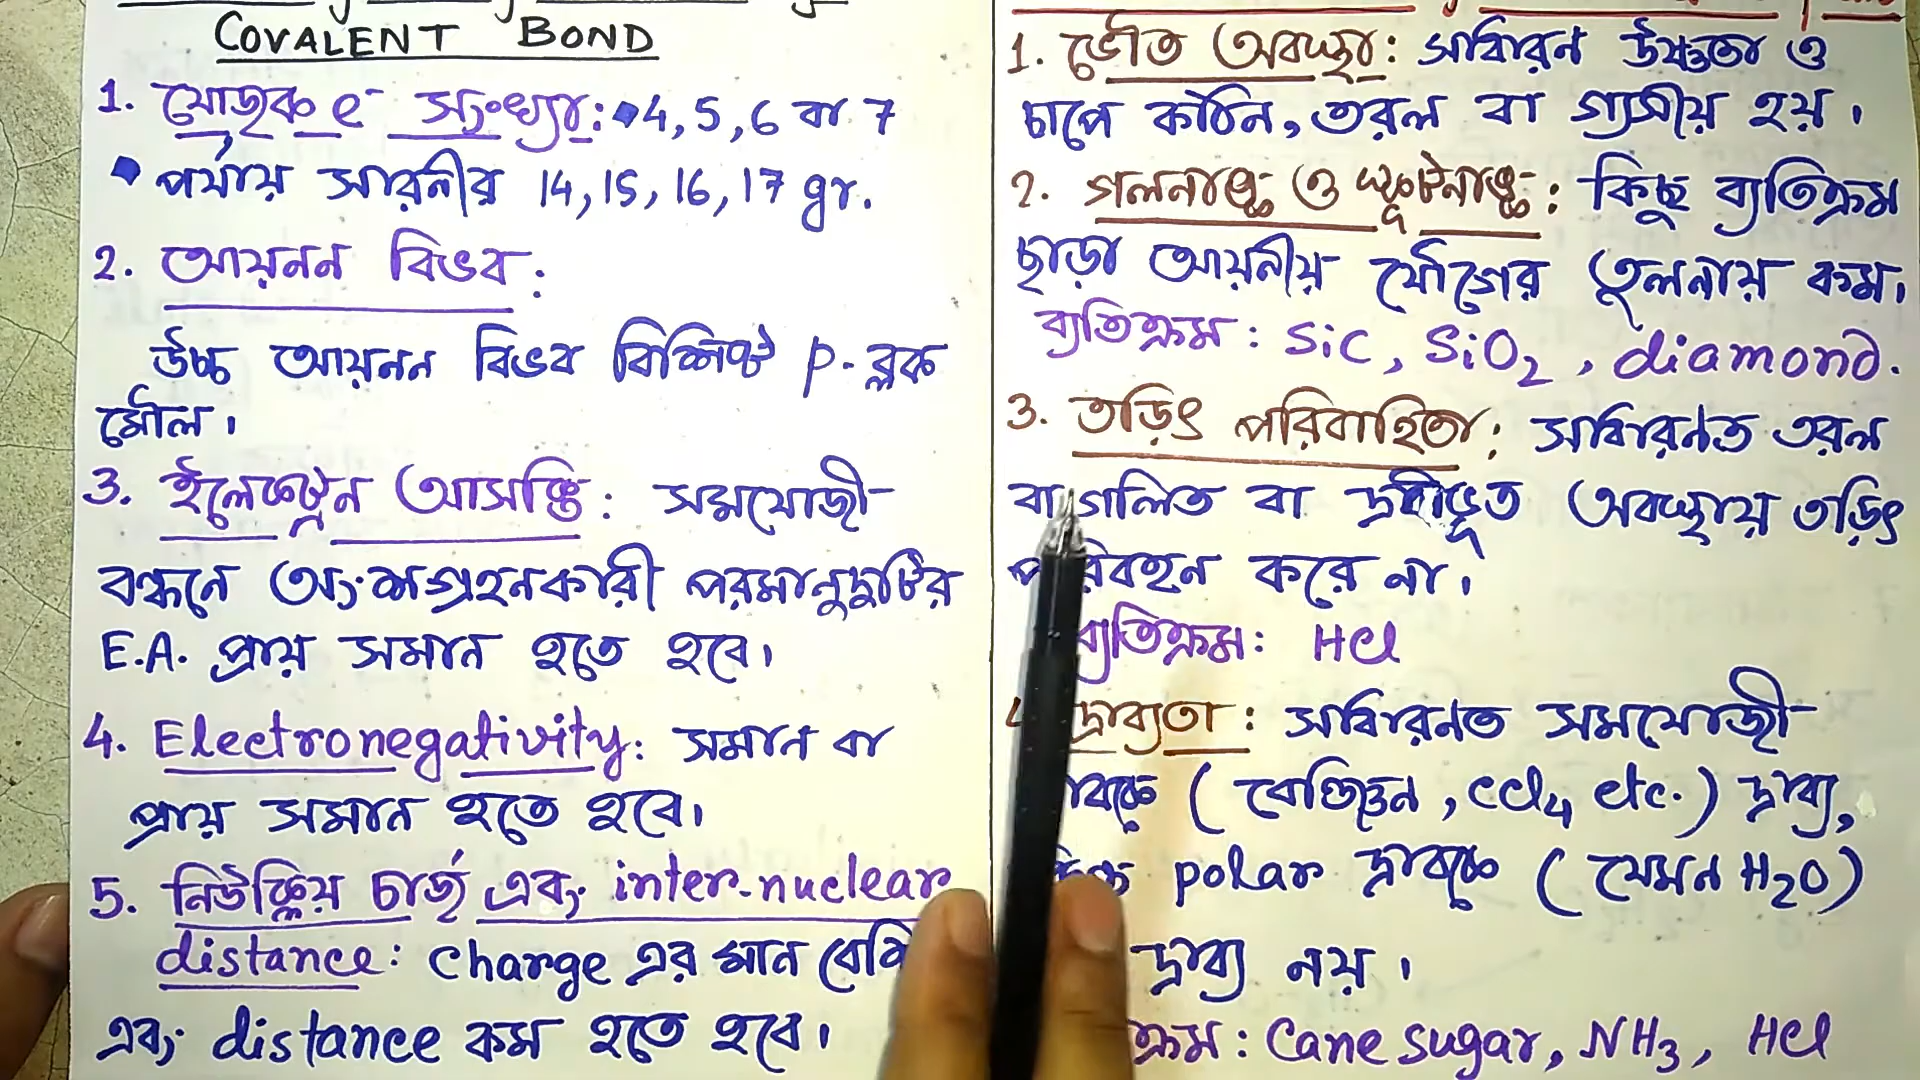 COVALENT BOND
1. যোজক e⁻ সংখ্যা: 4, 5, 6 বা 7
পর্যায় সারনীর 14, 15, 16, 17 gr.
2. আয়নন বিভব:
উচ্চ আয়নন বিভব বিশিষ্ট p-ব্লক
মৌল।
3. ইলেকট্রন আসক্তি: সমযোজী
বন্ধনে অংশগ্রহনকারী পরমানুদুটির
E.A. প্রায় সমান হতে হবে।
4. Electronegativity: সমান বা
প্রায় সমান হতে হবে।
5. নিউক্লিয় চার্জ এবং inter-nuclear
distance: charge এর মান বেশি
এবং distance কম হতে হবে।
1. ভৌত অবস্থা: সাধারন উষ্ণতা ও
চাপে কঠিন, তরল বা গ্যসীয় হয়।
2. গলনাঙ্ক ও স্ফুটনাঙ্ক: কিছু ব্যতিক্রম
ছাড়া আয়নীয় যৌগের তুলনায় কম।
ব্যতিক্রম: SiC, SiO₂, diamond.
3. তড়িৎ পরিবাহিতা: সাধারনত তরল
বা গলিত বা দ্রবীভূত অবস্থায় তড়িৎ
পরিবহন করে না।
ব্যতিক্রম: HCl
দ্রাব্যতা: সাধারনত সমযোজী
(বেঞ্জিন, CCl₄ etc.) দ্রাব্য,
polar দ্রাবকে (যেমন H₂O)
দ্রাব্য নয়।
ক্রম: Cane sugar, NH₃, HCl